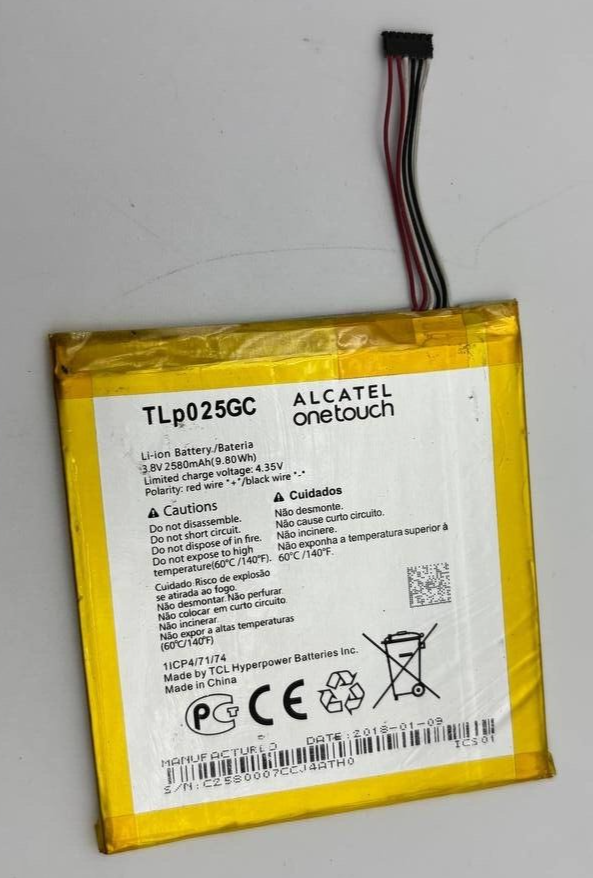 TLp025GC
ALCATEL
onetouch
Li-ion Battery./Bateria
3.8V 2580mAh(9.80Wh)
Limited charge voltage: 4.35V
Polarity: red wire "+"/black wire "-"
Cautions
Do not disassemble.
Do not short circuit.
Do not dispose of in fire.
Do not expose to high
temperature(60°C /140°F).
Cuidados
Não desmonte.
Não cause curto circuito.
Não incinere.
Não exponha a temperatura superior à
60°C /140°F.
Cuidado Risco de explosão
se atirada ao fogo.
Não desmontar. Não perfurar.
Não colocar em curto circuito.
Não incinerar.
Não expor a altas temperaturas
(60°C/140°F)
1ICP4/71/74
Made by TCL Hyperpower Batteries Inc.
Made in China
CE
MANUFACTURED DATE:2018-01-09
ICS01
S/N:C2580007CCJ4ATH0